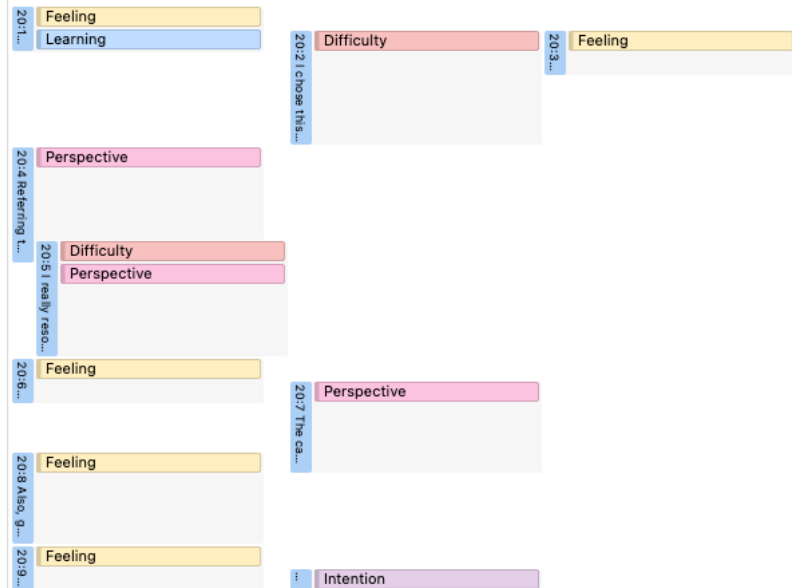 20:1...
Feeling
Learning
20:2 I chose this...
Difficulty
20:3...
Feeling
20:4 Referring t...
Perspective
20:5 I really reso...
Difficulty
Perspective
20:6...
Feeling
20:7 The ca...
Perspective
20:8 Also, g...
Feeling
20:9...
Feeling
...
Intention